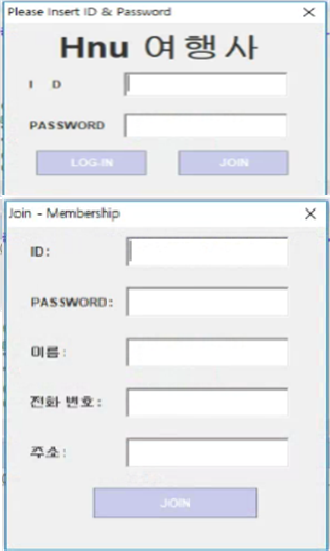 Please Insert ID & Password
Hnu 여행사
I D
PASSWORD
LOG-IN JOIN
Join - Membership
ID:
PASSWORD:
이름:
전화 번호:
주소:
JOIN